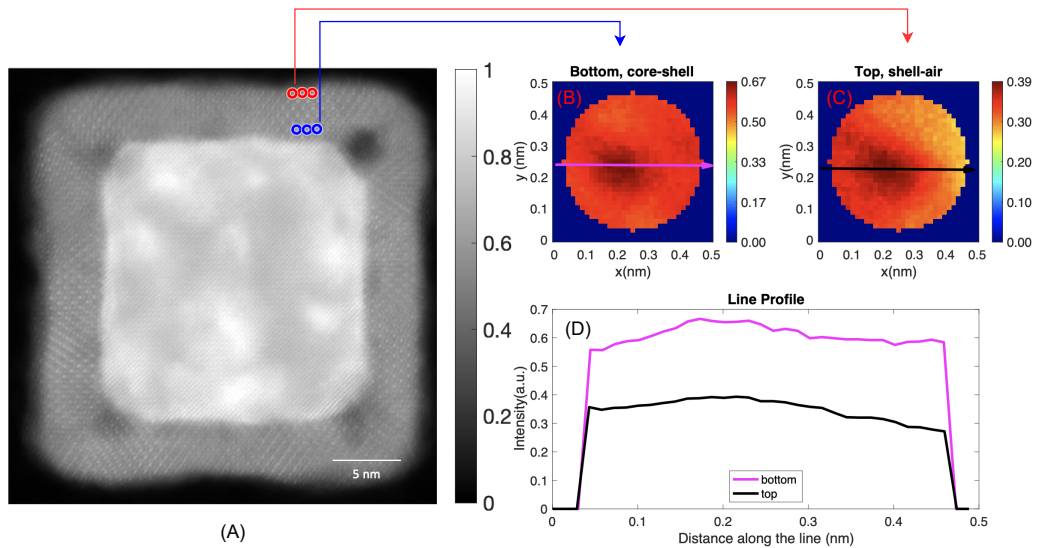 Bottom, core-shell
Top, shell-air
(B)
(C)
1
0.8
0.6
0.4
0.2
0
5 nm
(A)
0.5
0.4
0.3
0.2
0.1
0
y (nm)
0 0.1 0.2 0.3 0.4 0.5
x(nm)
0.67
0.57
0.44
0.33
0.17
0.00
0.5
0.4
0.3
0.2
0.1
0
y(nm)
0 0.1 0.2 0.3 0.4 0.5
x(nm)
0.39
0.30
0.20
0.10
0.00
Line Profile
(D)
0.7
0.6
0.5
0.4
0.3
0.2
0.1
0
Intensity(a.u.)
bottom
top
0 0.1 0.2 0.3 0.4 0.5
Distance along the line (nm)